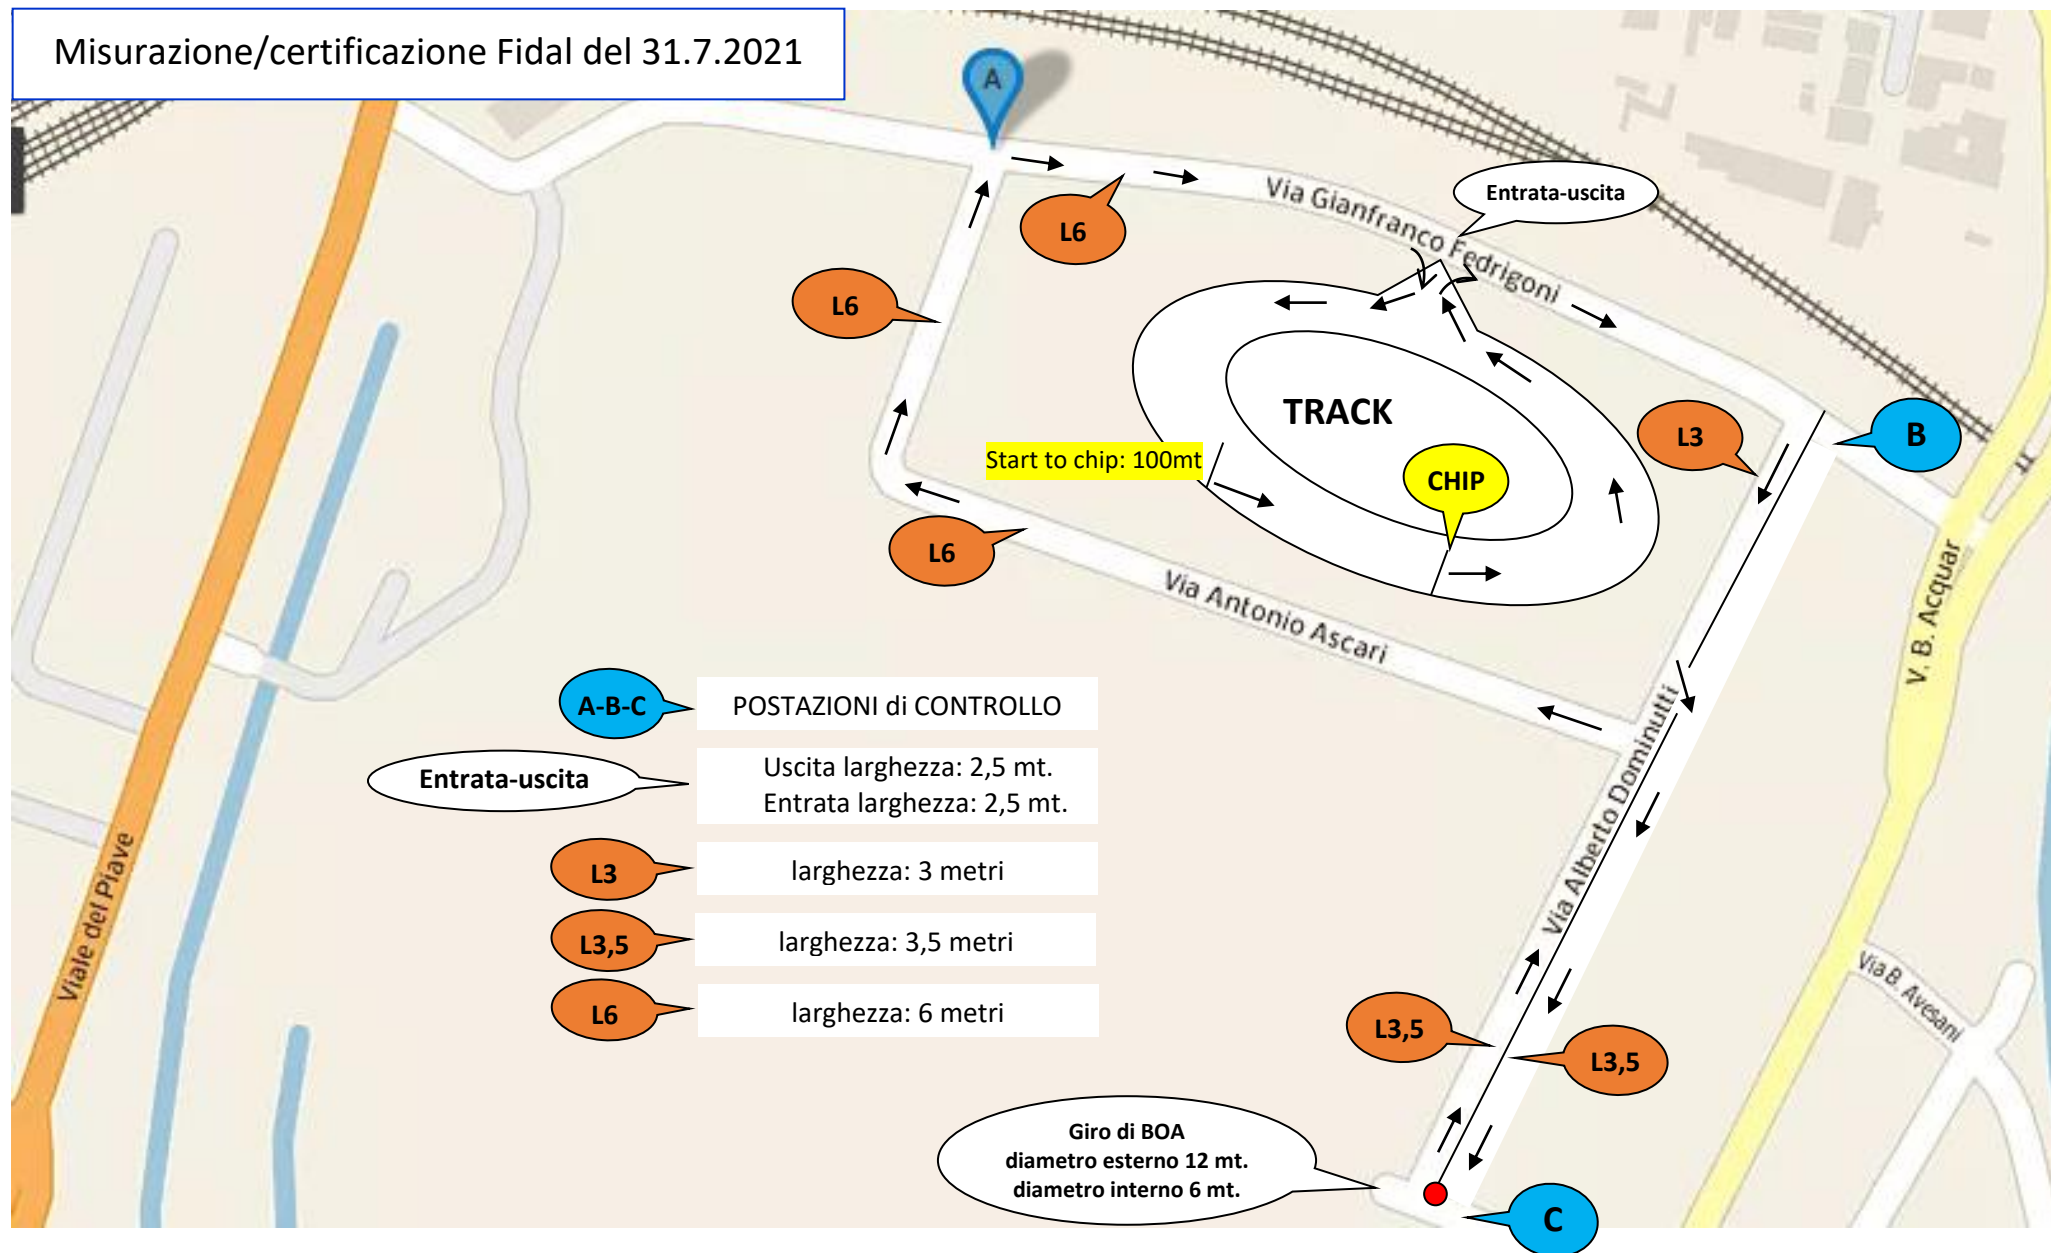 Misurazione/certificazione Fidal del 31.7.2021
A
Entrata-uscita
Via Gianfranco Fedrigoni
L6
L6
TRACK
L3
B
Start to chip: 100mt
CHIP
L6
Via Antonio Ascari
V. B. Acquar
A-B-C
POSTAZIONI di CONTROLLO
Entrata-uscita
Uscita larghezza: 2,5 mt.
Entrata larghezza: 2,5 mt.
Via Alberto Dominutti
Viale del Piave
L3
larghezza: 3 metri
L3,5
larghezza: 3,5 metri
L6
larghezza: 6 metri
Via B. Avesani
L3,5
L3,5
Giro di BOA
diametro esterno 12 mt.
diametro interno 6 mt.
C